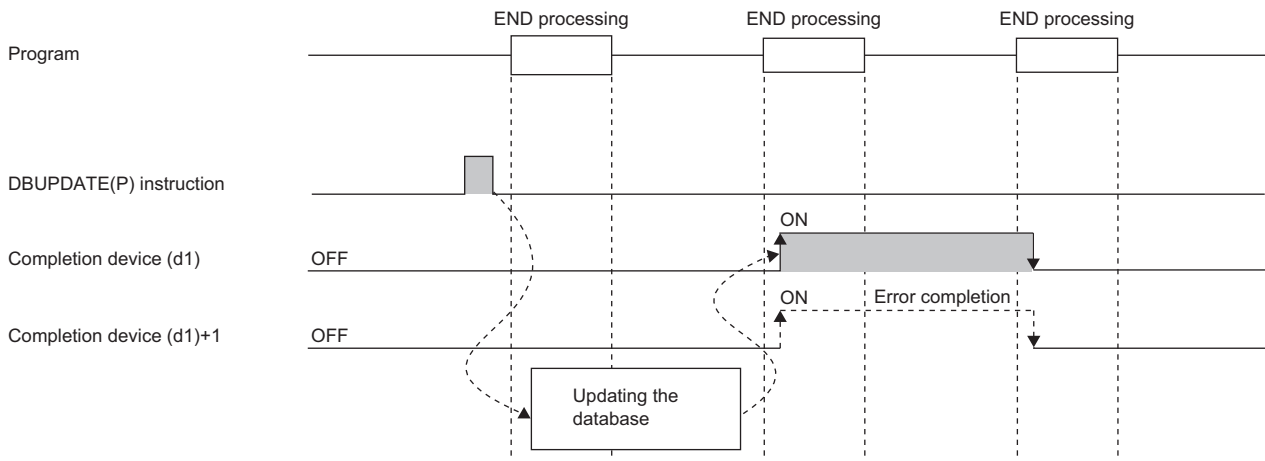 END processing
END processing
END processing
Program
DBUPDATE(P) instruction
ON
Completion device (d1)
OFF
ON
Error completion
Completion device (d1)+1
OFF
Updating the
database